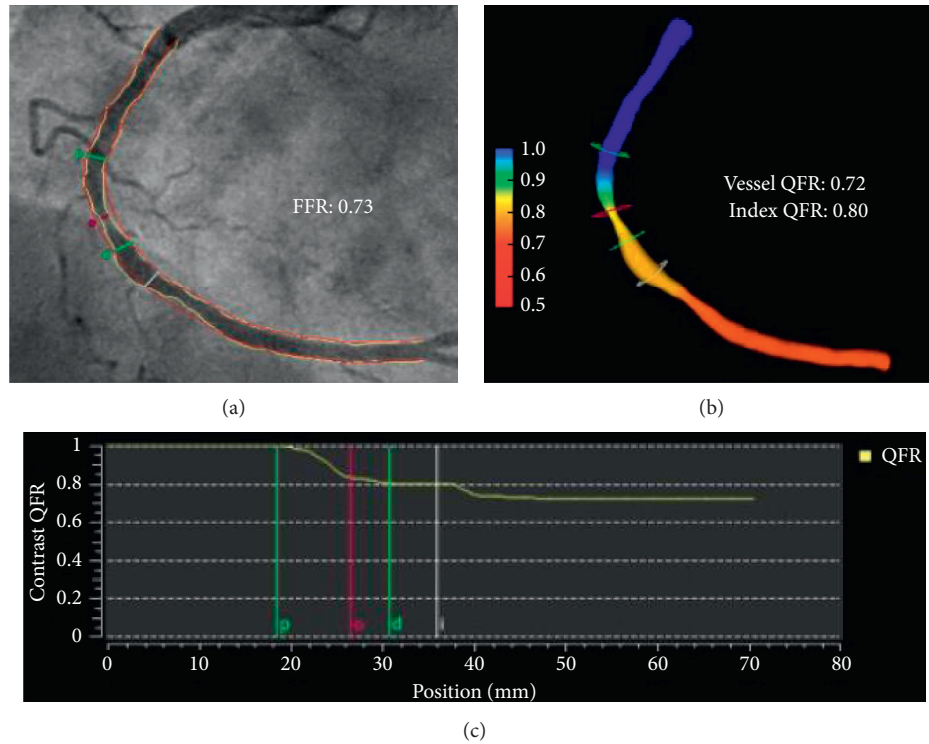 FFR: 0.73
(a)
1.0
0.9
0.8
0.7
0.6
0.5
Vessel QFR: 0.72
Index QFR: 0.80
(b)
Contrast QFR
1
0.8
0.6
0.4
0.2
0
p
o
d
i
QFR
0 10 20 30 40 50 60 70 80
Position (mm)
(c)